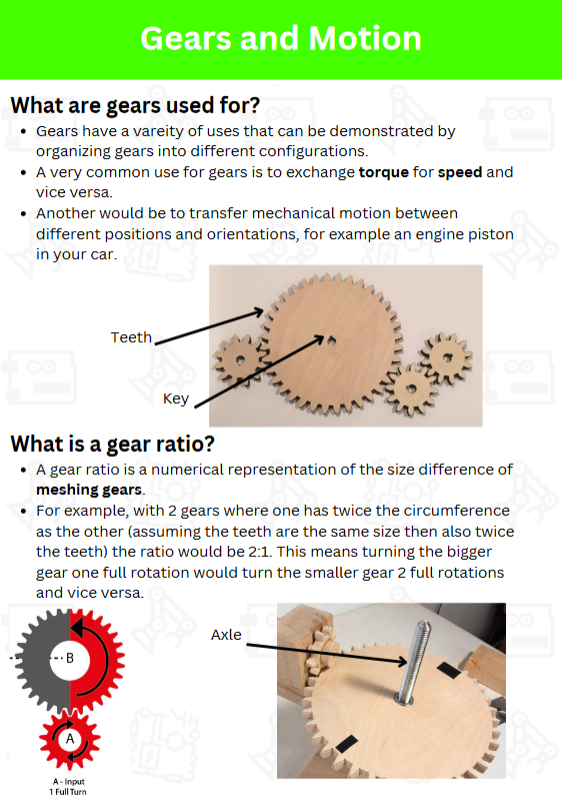 Gears and Motion
What are gears used for?
• Gears have a vareity of uses that can be demonstrated by
organizing gears into different configurations.
• A very common use for gears is to exchange torque for speed and
vice versa.
• Another would be to transfer mechanical motion between
different positions and orientations, for example an engine piston
in your car.
Teeth
Key
What is a gear ratio?
• A gear ratio is a numerical representation of the size difference of
meshing gears.
• For example, with 2 gears where one has twice the circumference
as the other (assuming the teeth are the same size then also twice
the teeth) the ratio would be 2:1. This means turning the bigger
gear one full rotation would turn the smaller gear 2 full rotations
and vice versa.
Axle
B
A
A - Input
1 Full Turn